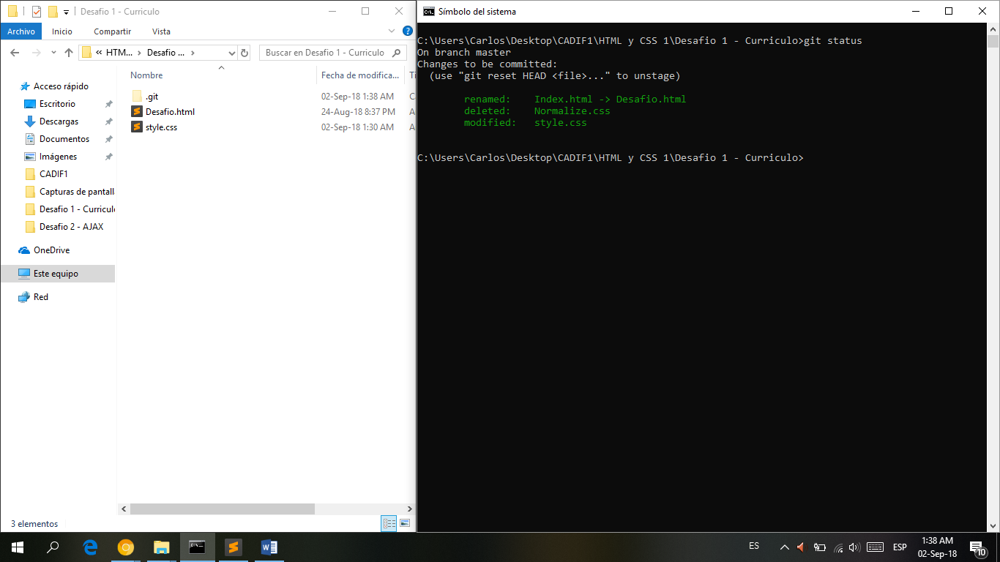 Desafio 1 - Curriculo
Archivo Inicio Compartir Vista
« HTM... > Desafio ... >
Buscar en Desafio 1 - Curriculo
Nombre Fecha de modifica... Ti
.git 02-Sep-18 1:38 AM C
Desafio.html 24-Aug-18 8:37 PM A
style.css 02-Sep-18 1:30 AM A
Acceso rápido
Escritorio
Descargas
Documentos
Imágenes
CADIF1
Capturas de pantall
Desafio 1 - Curriculo
Desafio 2 - AJAX
OneDrive
Este equipo
Red
3 elementos
Símbolo del sistema
C:\Users\Carlos\Desktop\CADIF1\HTML y CSS 1\Desafio 1 - Curriculo>git status
On branch master
Changes to be committed:
(use "git reset HEAD <file>..." to unstage)
renamed: Index.html -> Desafio.html
deleted: Normalize.css
modified: style.css
C:\Users\Carlos\Desktop\CADIF1\HTML y CSS 1\Desafio 1 - Curriculo>
ES
ESP
1:38 AM
02-Sep-18
10